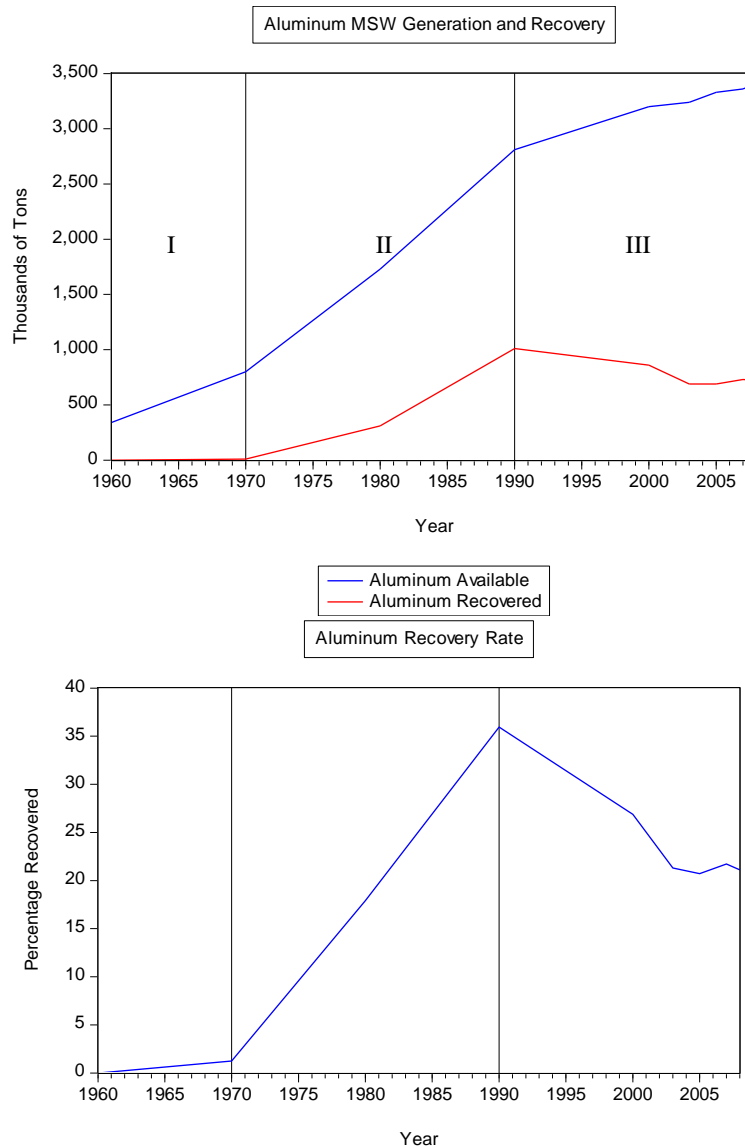 Aluminum MSW Generation and Recovery
3,500
3,000
2,500
2,000
1,500
1,000
500
0
Thousands of Tons
I II III
1960 1965 1970 1975 1980 1985 1990 1995 2000 2005
Year
Aluminum Available
Aluminum Recovered
Aluminum Recovery Rate
40
35
30
25
20
15
10
5
0
Percentage Recovered
1960 1965 1970 1975 1980 1985 1990 1995 2000 2005
Year